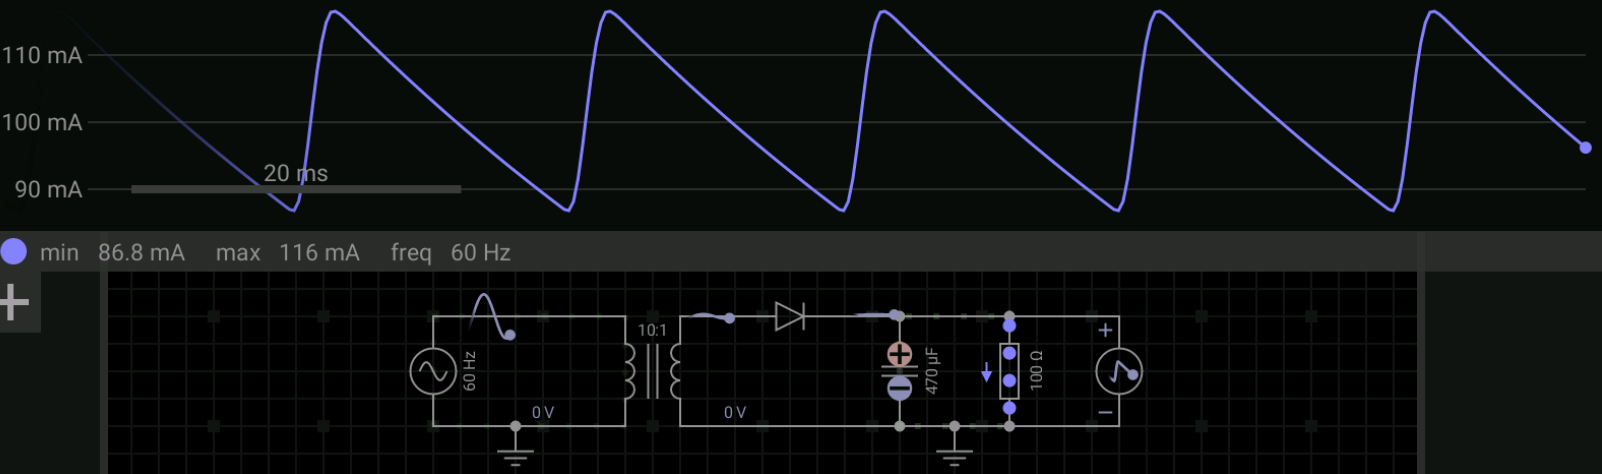 110 mA
100 mA
20 ms
90 mA
min 86.8 mA max 116 mA freq 60 Hz
+
10:1
+
60 Hz
+
470 µF
100 Ω
−
−
0 V
0 V